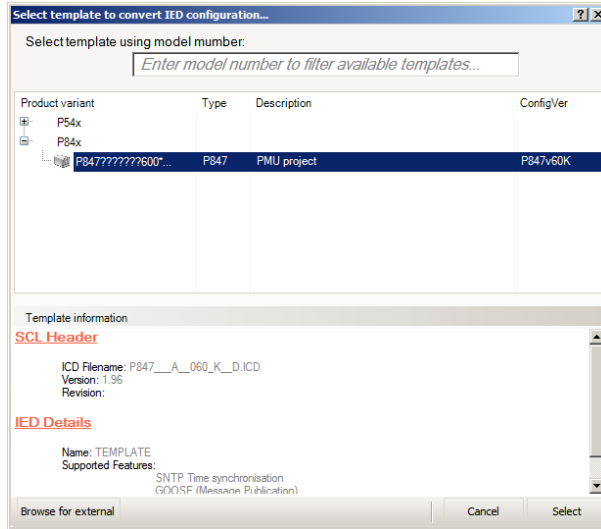 Select template to convert IED configuration...
Select template using model mumber:
Enter model number to filter available templates...
Product variant Type Description ConfigVer
P54x
P84x
P847???????600*... P847 PMU project P847v60K
Template information
SCL Header
ICD Filename: P847___A__060_K__D.ICD
Version: 1.96
Revision:
IED Details
Name: TEMPLATE
Supported Features:
SNTP Time synchronisation
GOOSE (Message Publication)
Browse for external Cancel Select